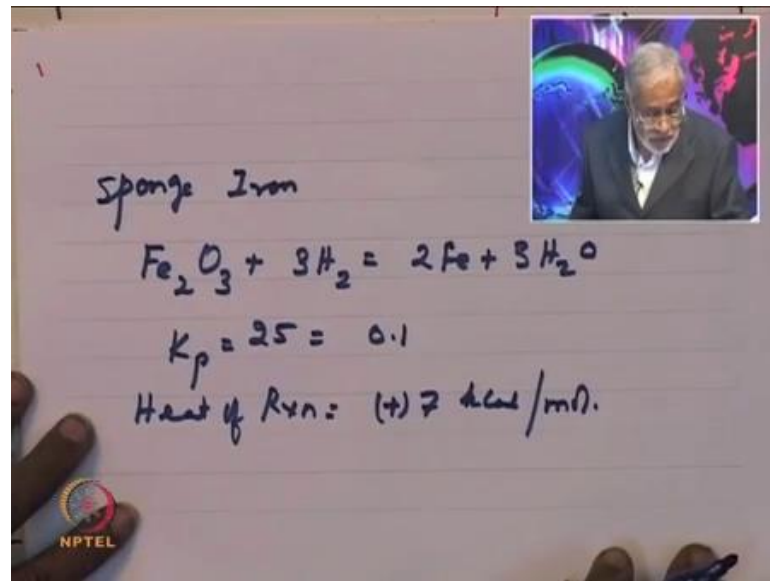 Sponge Iron
Fe₂O₃ + 3H₂ = 2Fe + 3H₂O
Kp = 25 = 0.1
Heat of Rxn = (+) 7 kcal/mol.
NPTEL